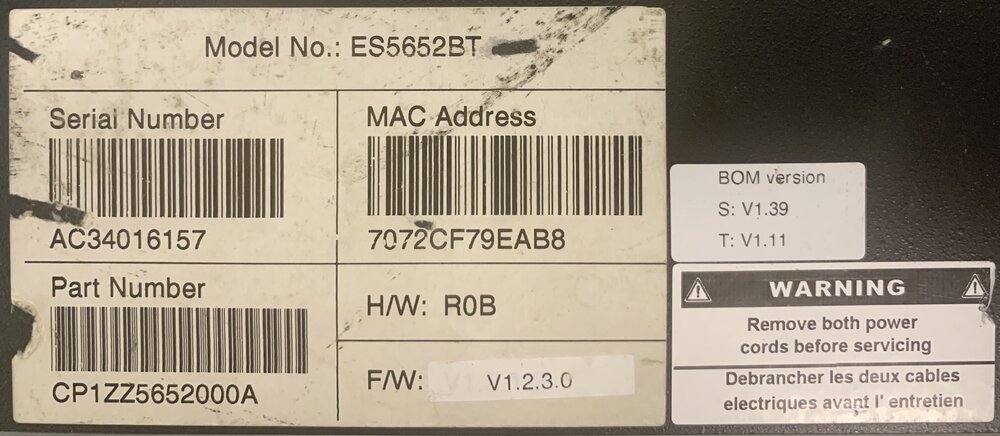 Model No.: ES5652BT
Serial Number
AC34016157
MAC Address
7072CF79EAB8
Part Number
CP1ZZ5652000A
H/W: R0B
F/W: V1.2.3.0
BOM version
S: V1.39
T: V1.11
WARNING
Remove both power
cords before servicing
Debrancher les deux cables
electriques avant l' entretien